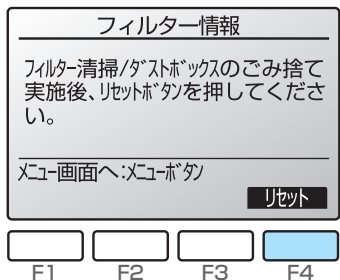 フィルター情報
ﾌｨﾙﾀｰ清掃/ﾀﾞｽﾄﾎﾞｯｸｽのごみ捨て
実施後、ﾘｾｯﾄﾎﾞﾀﾝを押してくださ
い。
ﾒﾆｭｰ画面へ:ﾒﾆｭｰﾎﾞﾀﾝ
ﾘｾｯﾄ
F1 F2 F3 F4